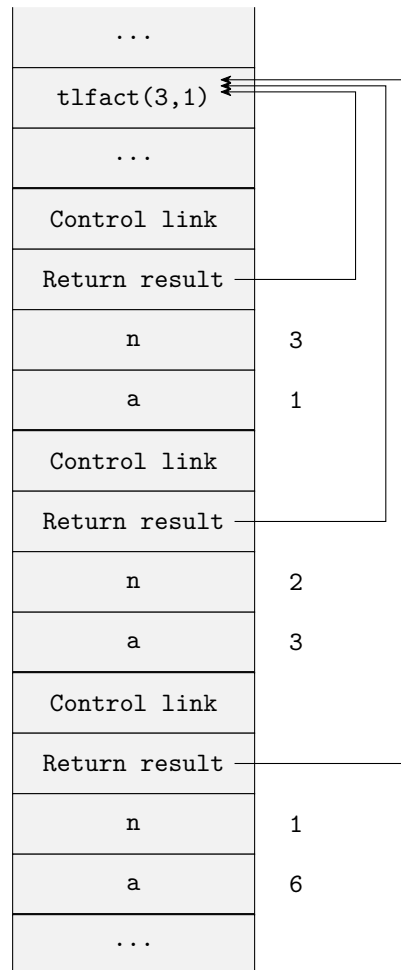 ...
tlfact(3,1)
...
Control link
Return result
n 3
a 1
Control link
Return result
n 2
a 3
Control link
Return result
n 1
a 6
...